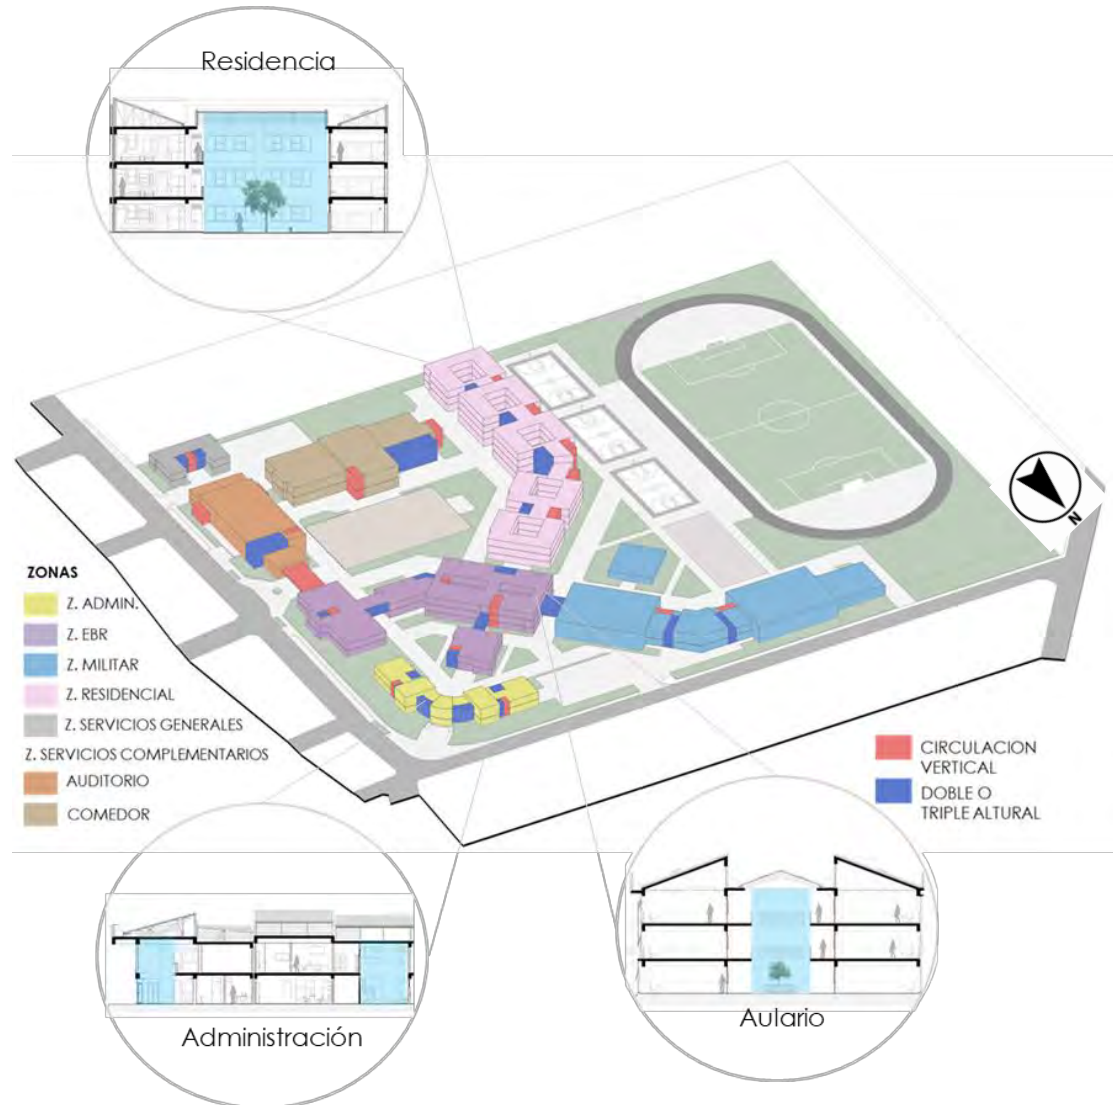 Residencia
N
ZONAS
Z. ADMIN.
Z. EBR
Z. MILITAR
Z. RESIDENCIAL
Z. SERVICIOS GENERALES
Z. SERVICIOS COMPLEMENTARIOS
AUDITORIO
COMEDOR
CIRCULACION
VERTICAL
DOBLE O
TRIPLE ALTURAL
Administración
Aulario